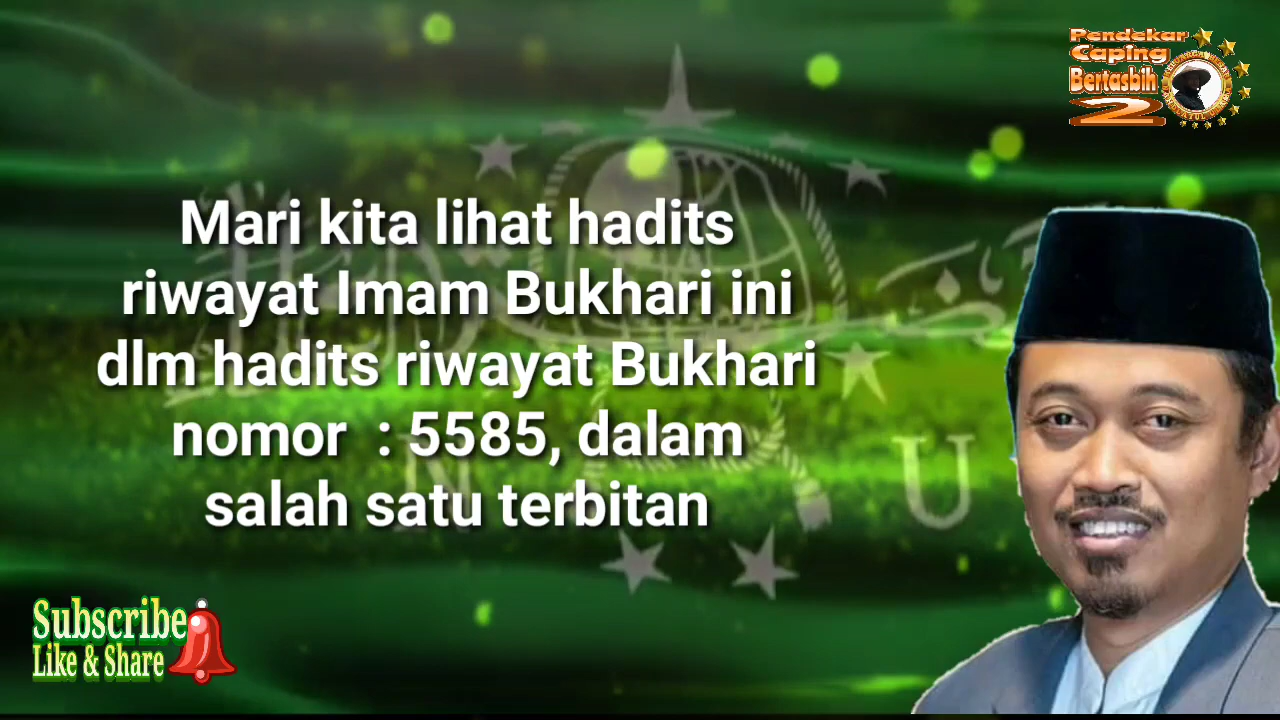 Pendekar
Caping
Bertasbih
2
Mari kita lihat hadits
riwayat Imam Bukhari ini
dlm hadits riwayat Bukhari
nomor : 5585, dalam
salah satu terbitan
N U
Subscribe
Like & Share